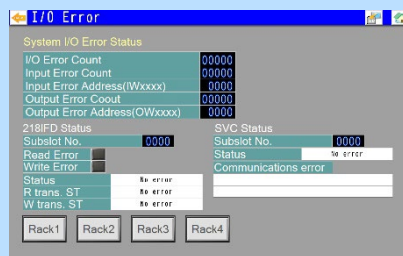 I/O Error
System I/O Error Status
I/O Error Count 00000
Input Error Count 00000
Input Error Address(IWxxxx) 00000
Output Error Coout 00000
Output Error Address(OWxxxx) 00000
218IFD Status
Subslot No. 0000
Read Error
Write Error
Status No error
R trans. ST No error
W trans. ST No error
SVC Status
Subslot No. 0000
Status No error
Communications error
Rack1 Rack2 Rack3 Rack4